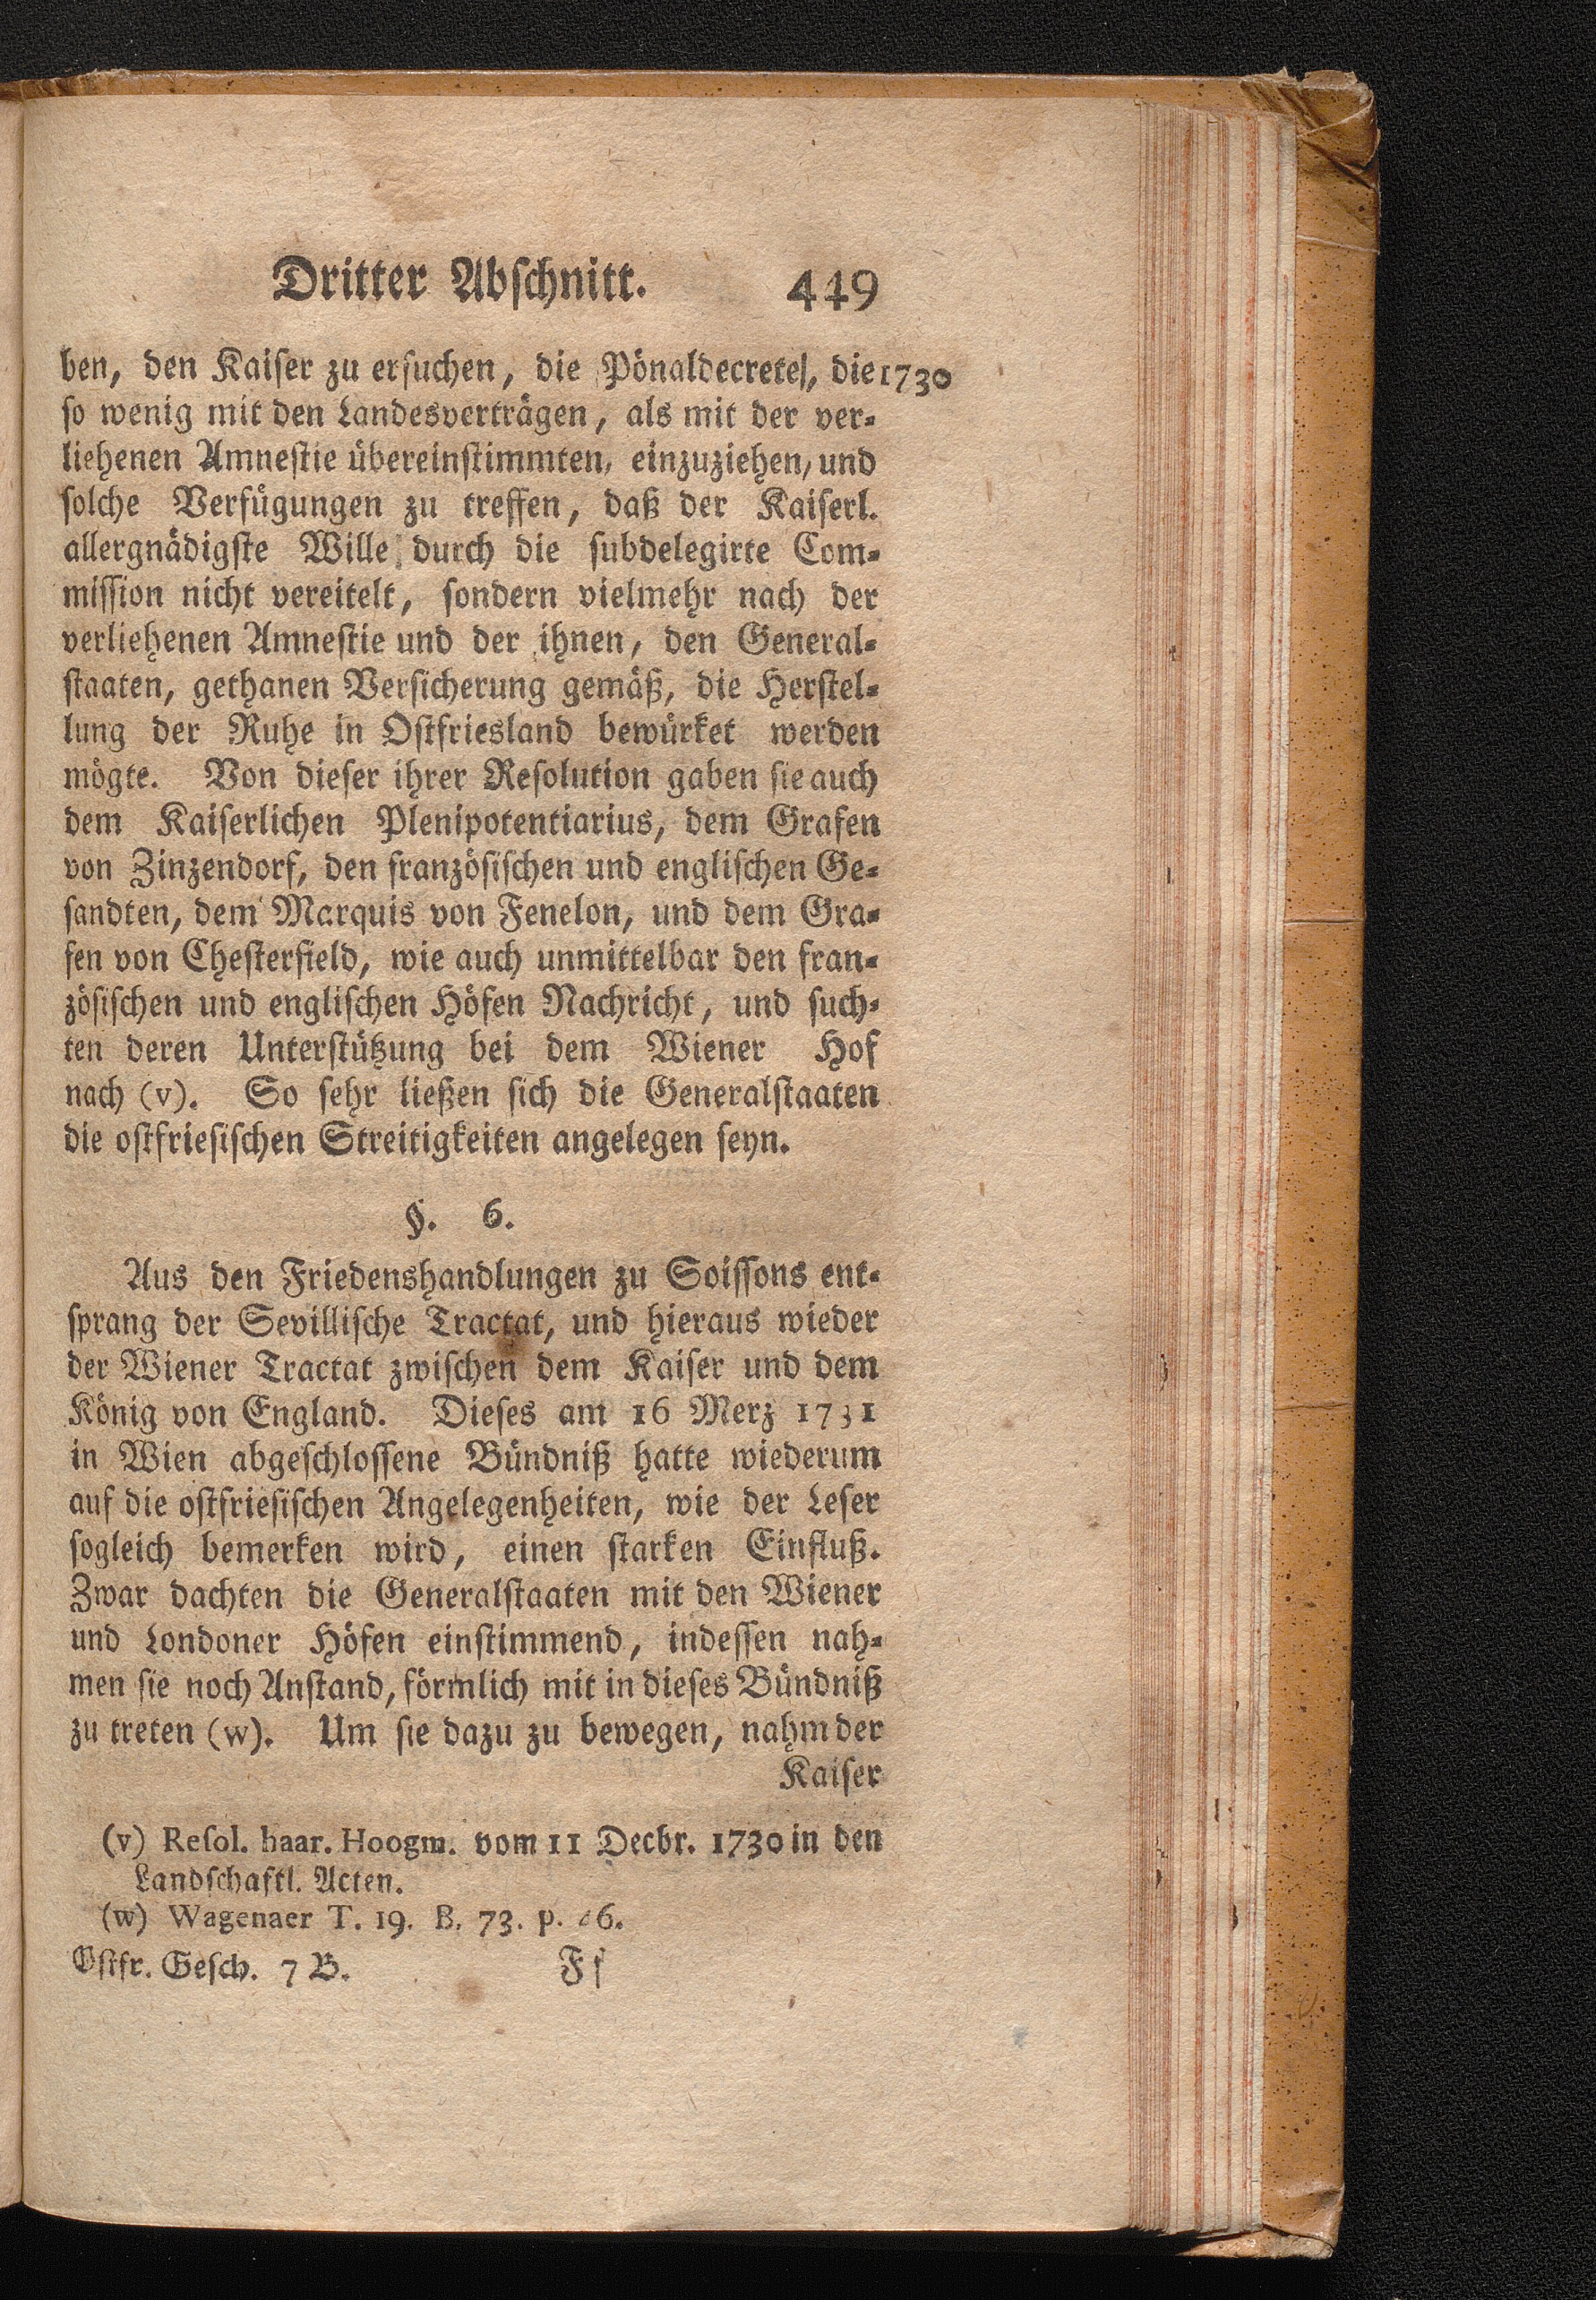 Dritter Abschnitt. 449
ben, den Kaiser zu ersuchen, die Pönaldecrete, die 1730
so wenig mit den Landesverträgen, als mit der ver-
liehenen Amnestie übereinstimmten, einzuziehen, und
solche Verfügungen zu treffen, daß der Kaiserl.
allergnädigste Wille durch die subdelegirte Com-
mission nicht vereitelt, sondern vielmehr nach der
verliehenen Amnestie und der ihnen, den General-
staaten, gethanen Versicherung gemäß, die Herstel-
lung der Ruhe in Ostfriesland bewürket werden
mögte. Von dieser ihrer Resolution gaben sie auch
dem Kaiserlichen Plenipotentiarius, dem Grafen
von Zinzendorf, den französischen und englischen Ge-
sandten, dem Marquis von Fenelon, und dem Gra-
fen von Chesterfield, wie auch unmittelbar den fran-
zösischen und englischen Höfen Nachricht, und such-
ten deren Unterstützung bei dem Wiener Hof
nach (v). So sehr ließen sich die Generalstaaten
die ostfriesischen Streitigkeiten angelegen seyn.
§. 6.
Aus den Friedenshandlungen zu Soissons ent-
sprang der Sevillische Tractat, und hieraus wieder
der Wiener Tractat zwischen dem Kaiser und dem
König von England. Dieses am 16 Merz 1731
in Wien abgeschlossene Bündniß hatte wiederum
auf die ostfriesischen Angelegenheiten, wie der Leser
sogleich bemerken wird, einen starken Einfluß.
Zwar dachten die Generalstaaten mit den Wiener
und Londoner Höfen einstimmend, indessen nah-
men sie noch Anstand, förmlich mit in dieses Bündniß
zu treten (w). Um sie dazu zu bewegen, nahm der
Kaiser
(v) Resol. haar. Hoogm. vom 11 Decbr. 1730 in den
Landschaftl. Acten.
(w) Wagenaer T. 19. B. 73. p.
Ostfr. Gesch. 7 B. Ff